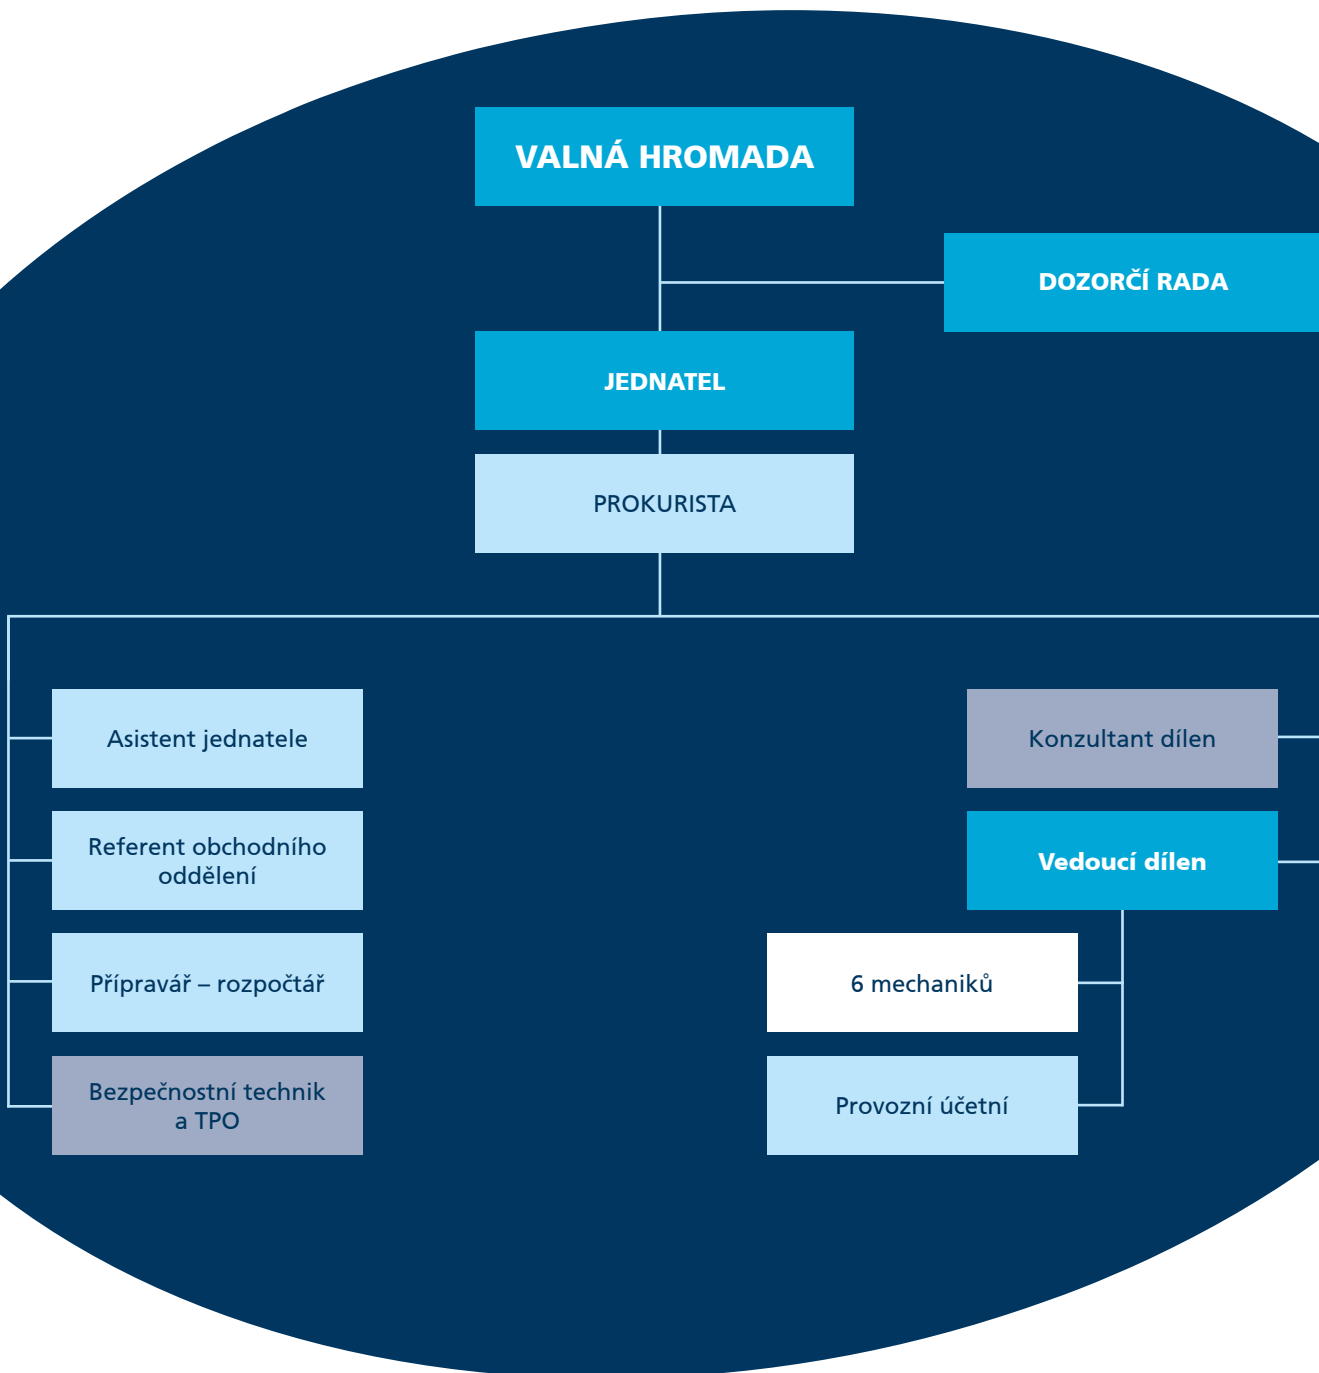 VALNÁ HROMADA
DOZORČÍ RADA
JEDNATEL
PROKURISTA
Asistent jednatele
Referent obchodního
oddělení
Přípravář – rozpočtář
Bezpečnostní technik
a TPO
Konzultant dílen
Vedoucí dílen
6 mechaniků
Provozní účetní